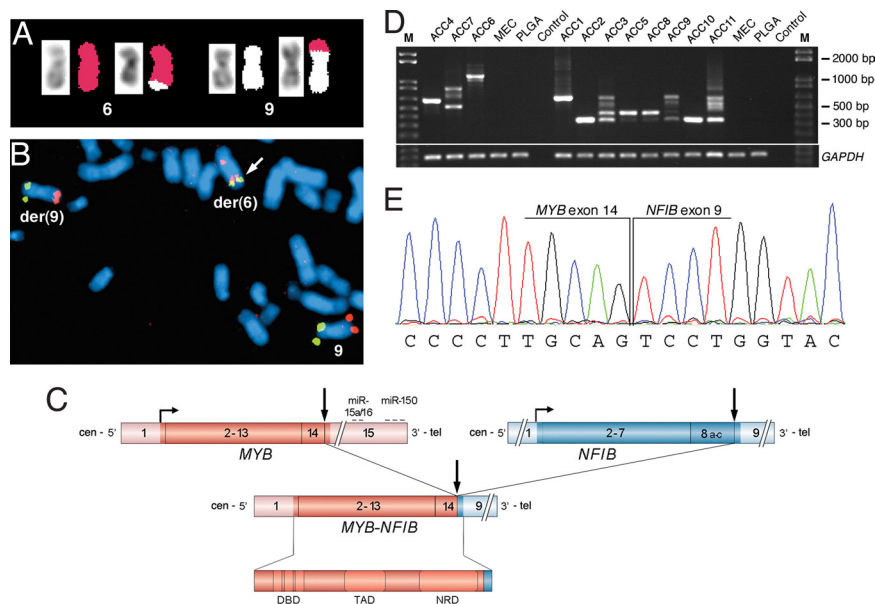 A
6
9
B
der(9)
der(6)
9
D
M
ACC4
ACC7
ACC6
MEC
PLGA
Control
ACC1
ACC2
ACC3
ACC5
ACC8
ACC9
ACC10
ACC11
MEC
PLGA
Control
M
2000 bp
1000 bp
500 bp
300 bp
GAPDH
E
MYB exon 14
NFIB exon 9
C C C C T T G C A G T C C T G G T A C
C
miR-15a/16
miR-150
cen - 5'
1
2-13
14
15
3' - tel
MYB
cen - 5'
1
2-7
8 a-c
9
3' - tel
NFIB
cen - 5'
1
2-13
14
9
3' - tel
MYB-NFIB
DBD
TAD
NRD